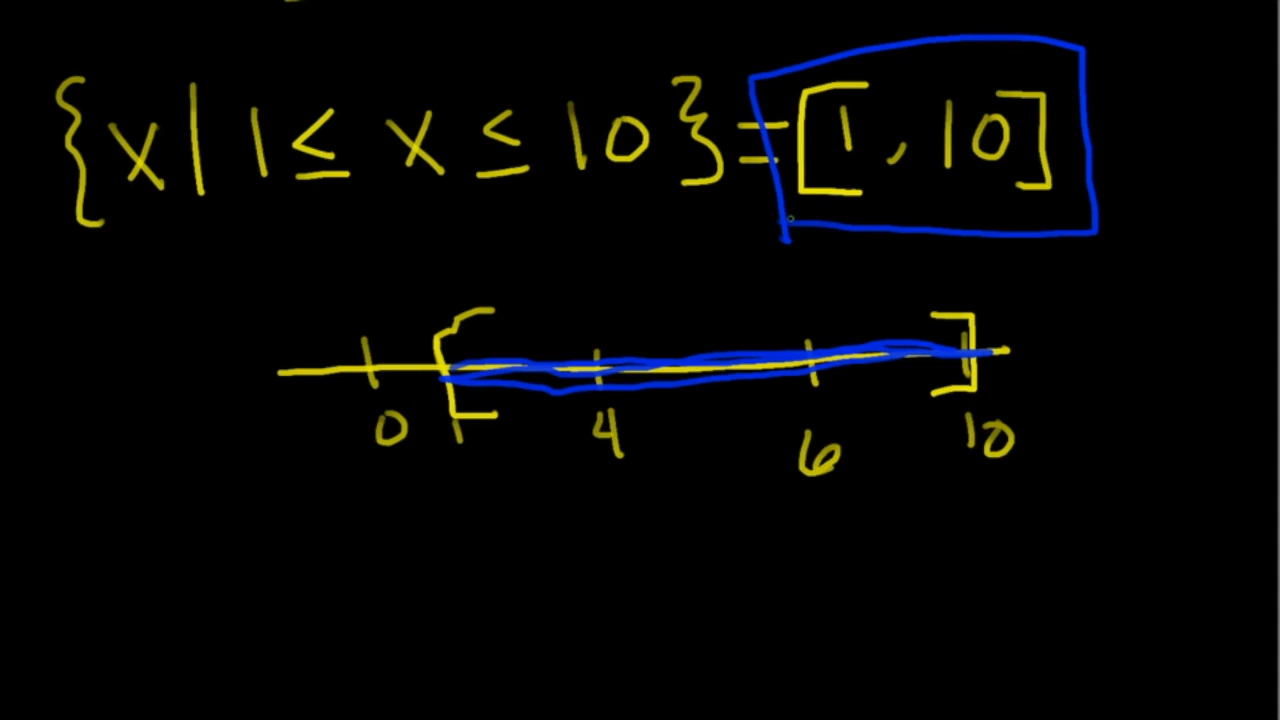 {x| 1 ≤ x ≤ 10} = [1, 10]
0 1 4 6 10